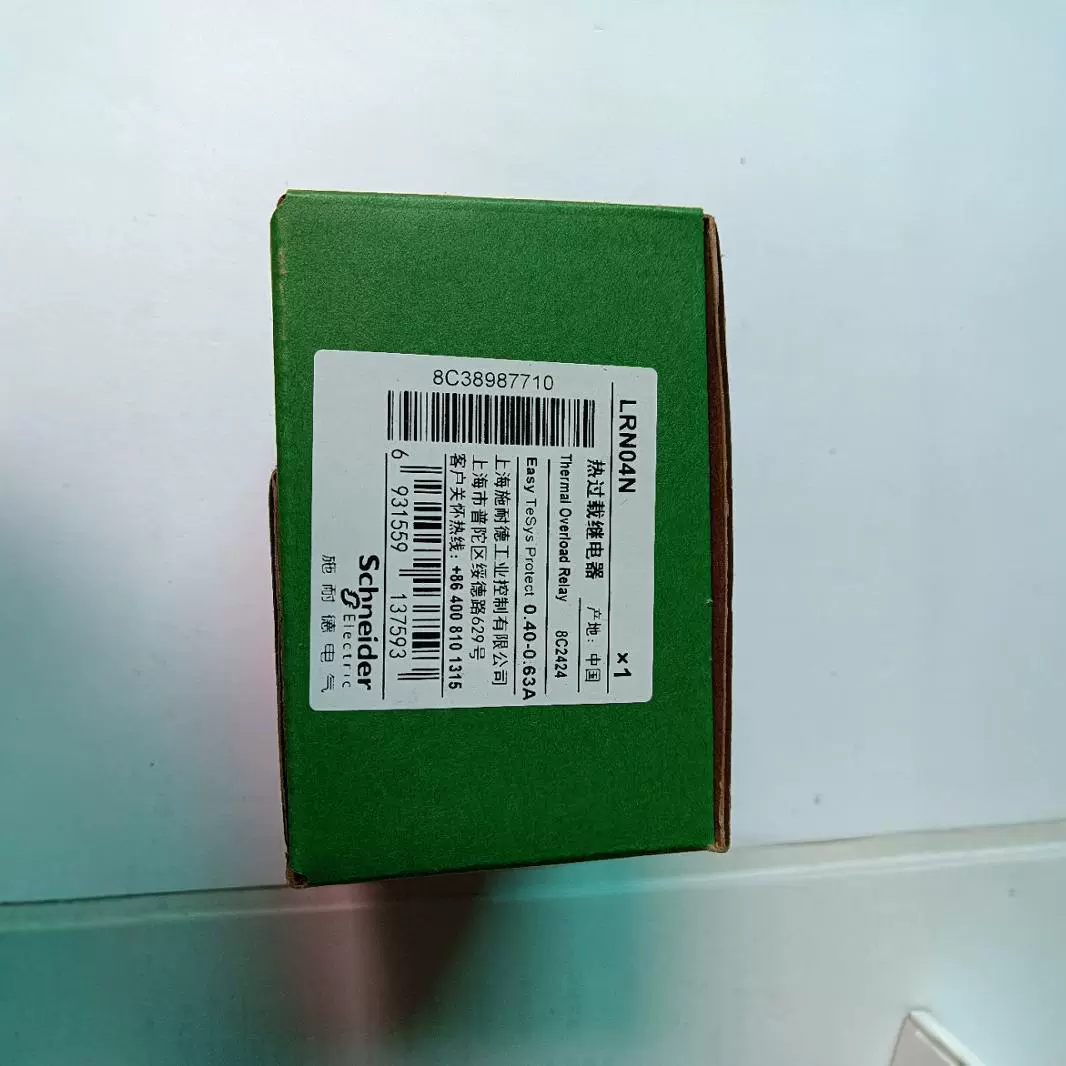 LRN04N x1
热过载继电器 产地：中国
Thermal Overload Relay 8C2424
Easy TeSys Protect 0.40-0.63A
上海施耐德工业控制有限公司
上海市普陀区绥德路629号
客户关怀热线：+86 400 810 1315
8C38987710
6 931559 137593
Schneider
Electric
施耐德电气